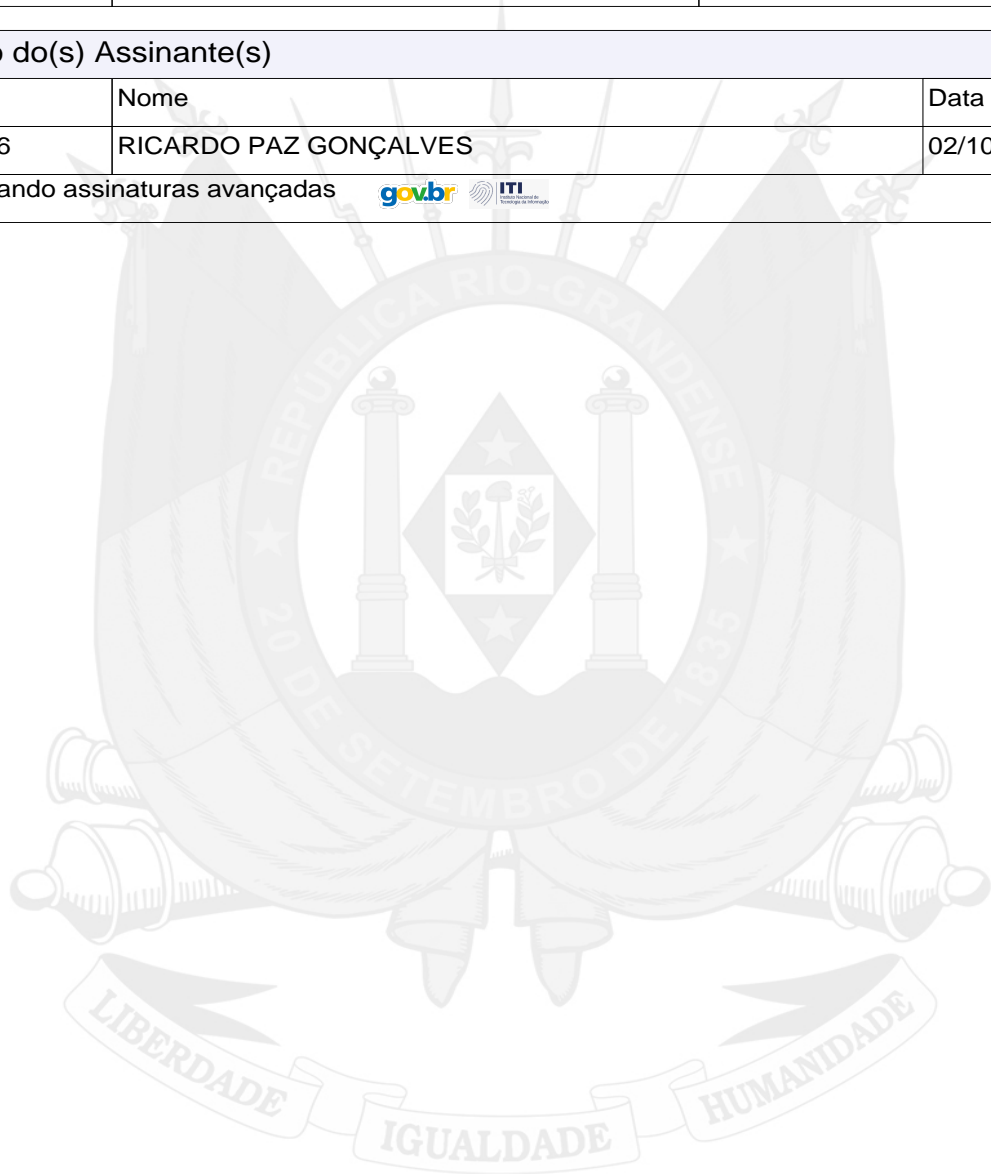 o do(s) Assinante(s)
Nome
Data
6
RICARDO PAZ GONÇALVES
02/10
ando assinaturas avançadas
gov.br
ITI
REPÚBLICA RIO-GRANDENSE
20 DE SETEMBRO DE 1835
LIBERDADE
IGUALDADE
HUMANIDADE